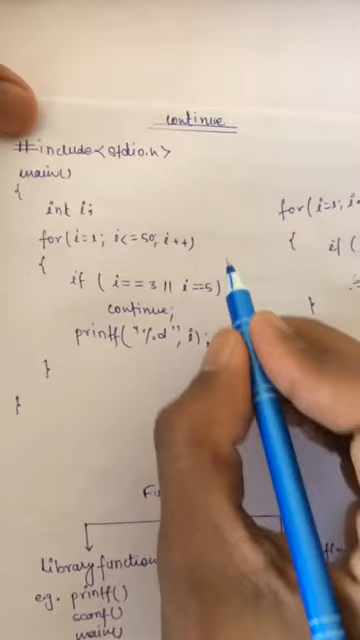 continue
#include<stdio.h>
main()
{
int i;
for(i=1; i<=50; i++)
{
if ( i==3 || i==5)
continue;
printf("%d", i);
}
}
for(i=1; i<
{
if (
}
Library function
e.g. printf()
scanf()
main()